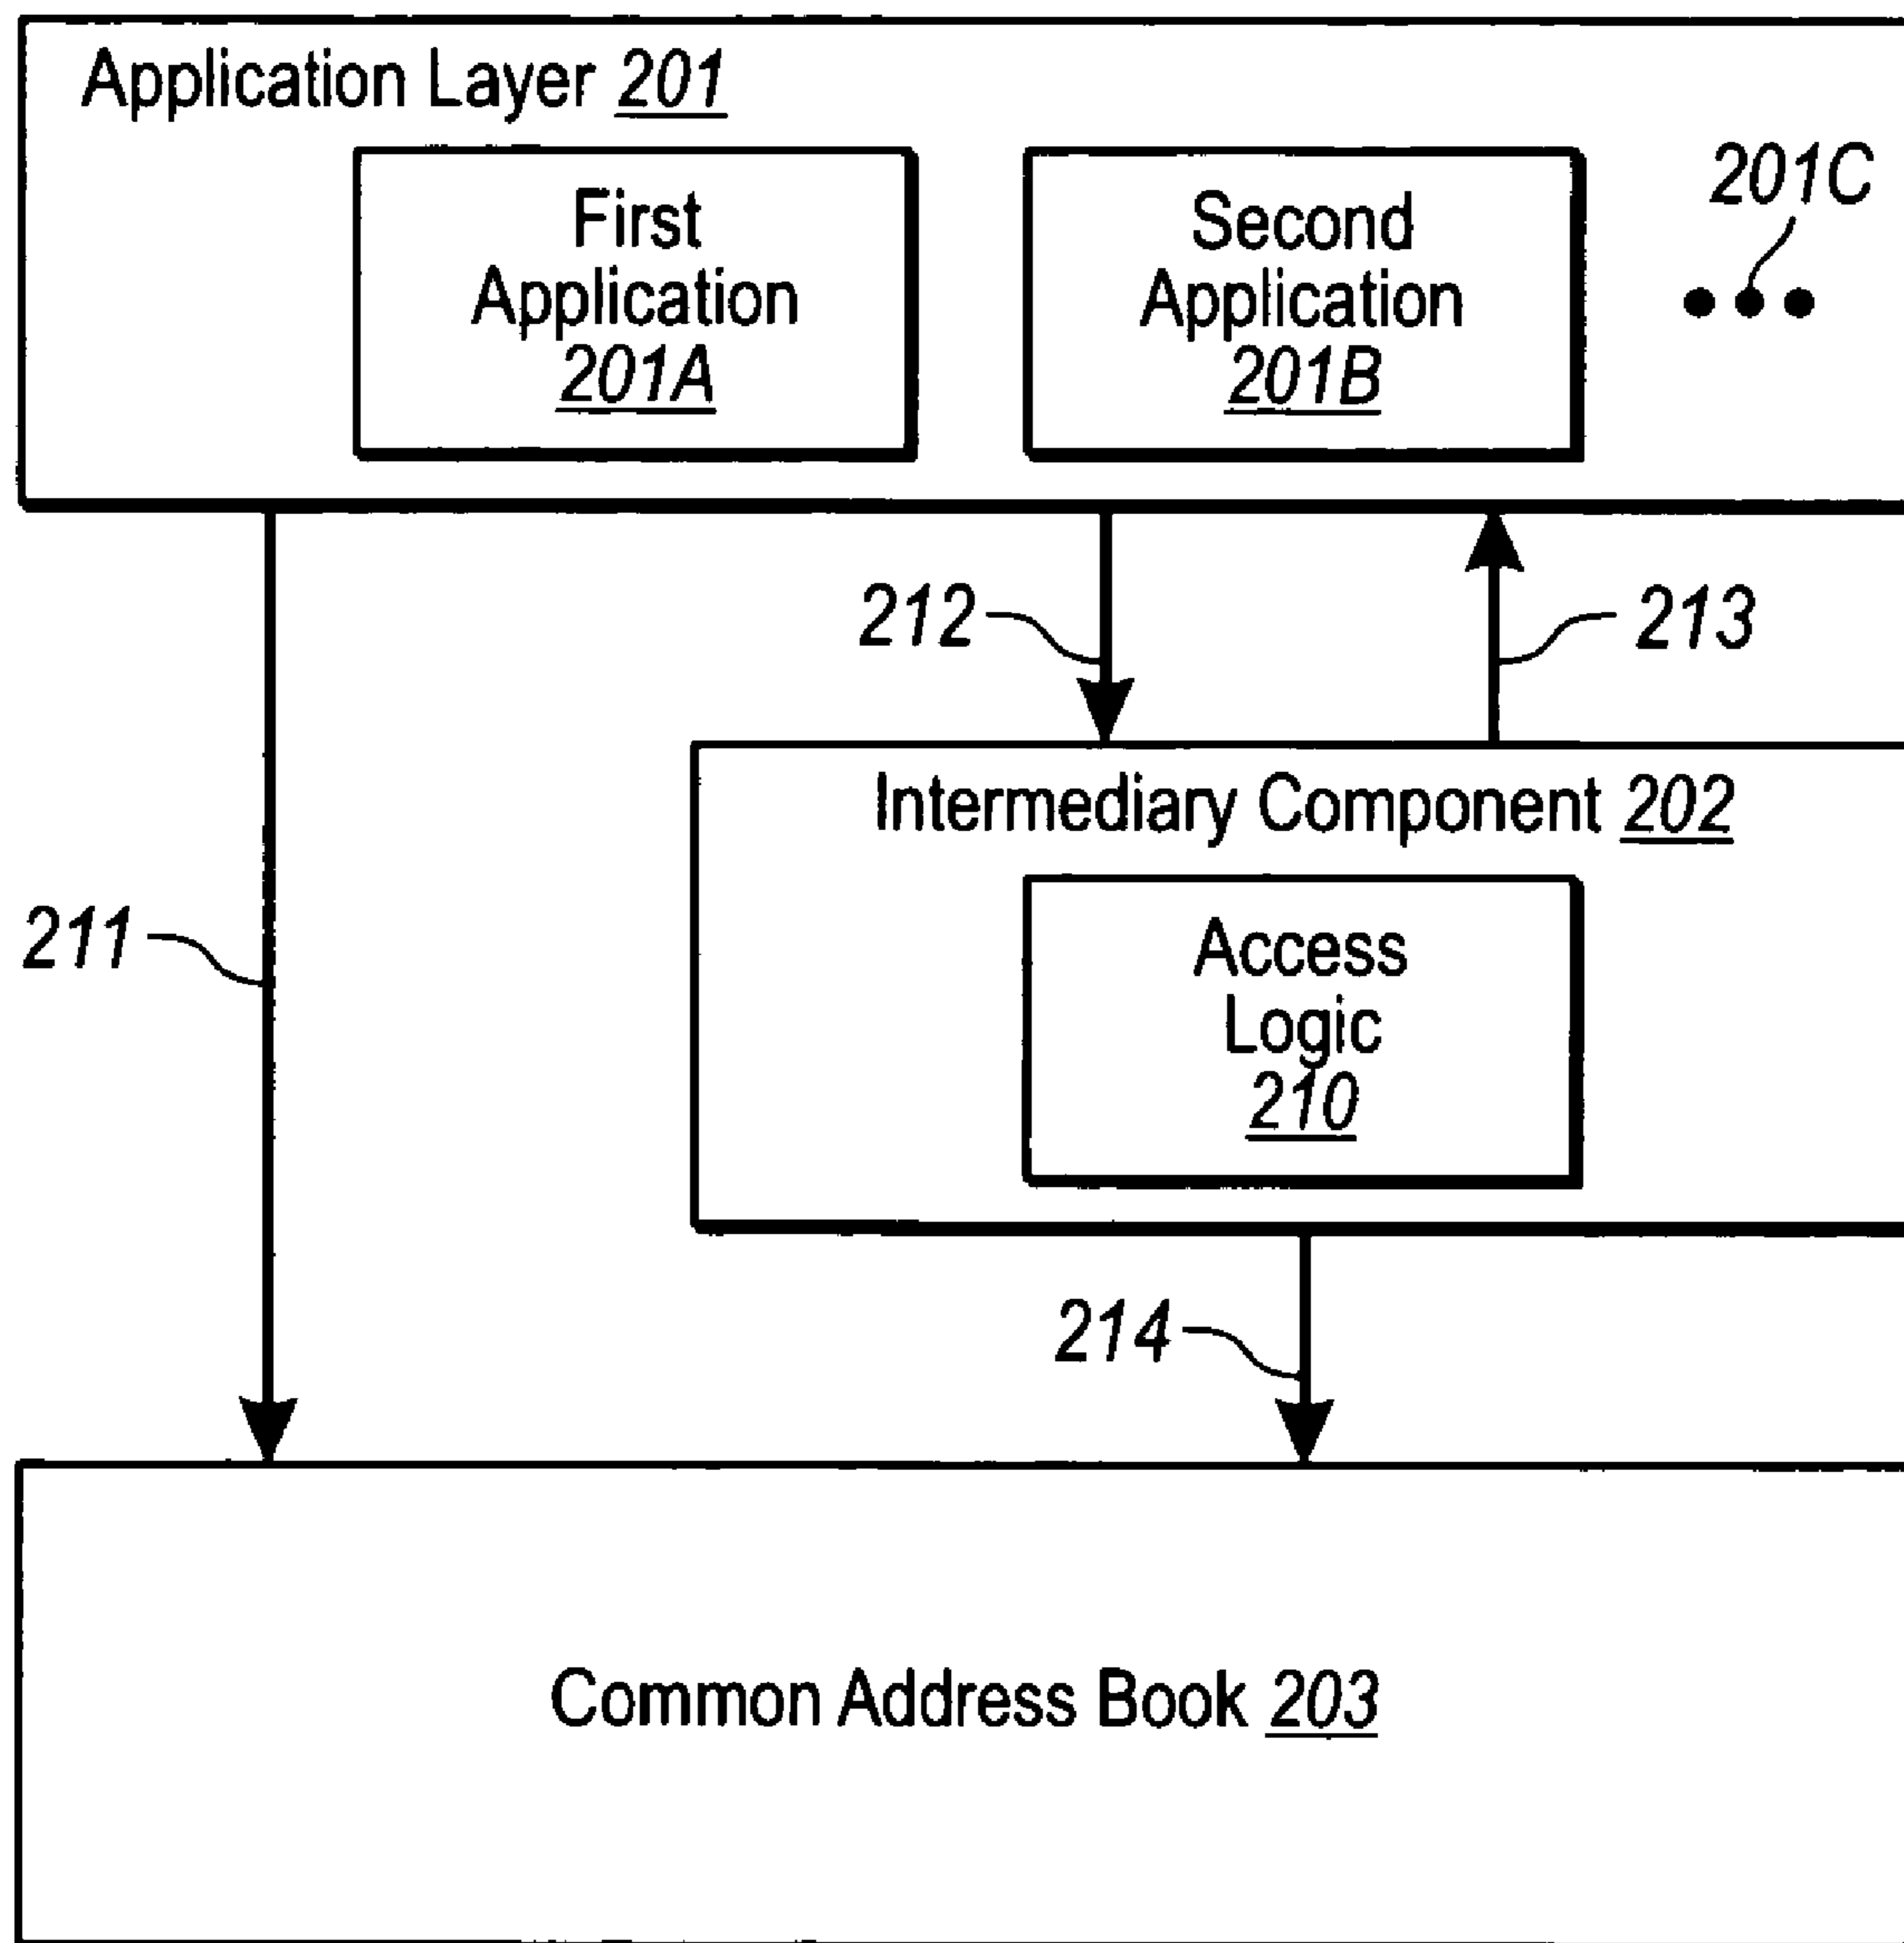 Application Layer 201
201C
First
Application
201A
Second
Application
201B
212
213
Intermediary Component 202
211
Access
Logic
210
214
Common Address Book 203